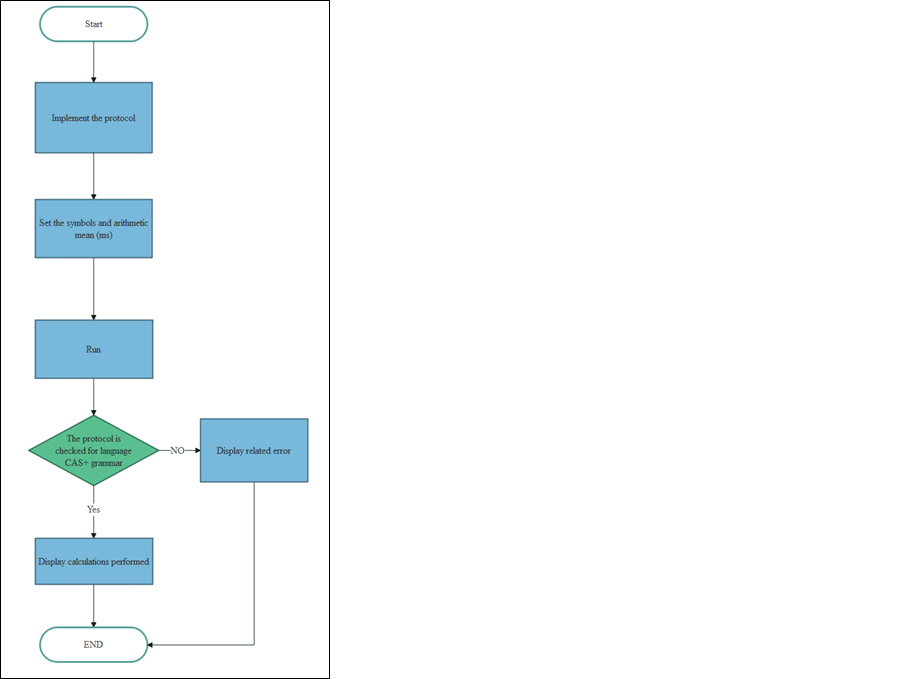 Start
Implement the protocol
Set the symbols and arithmetic
mean (ms)
Run
The protocol is
checked for language
CAS+ grammar
NO
Display related error
Yes
Display calculations performed
END